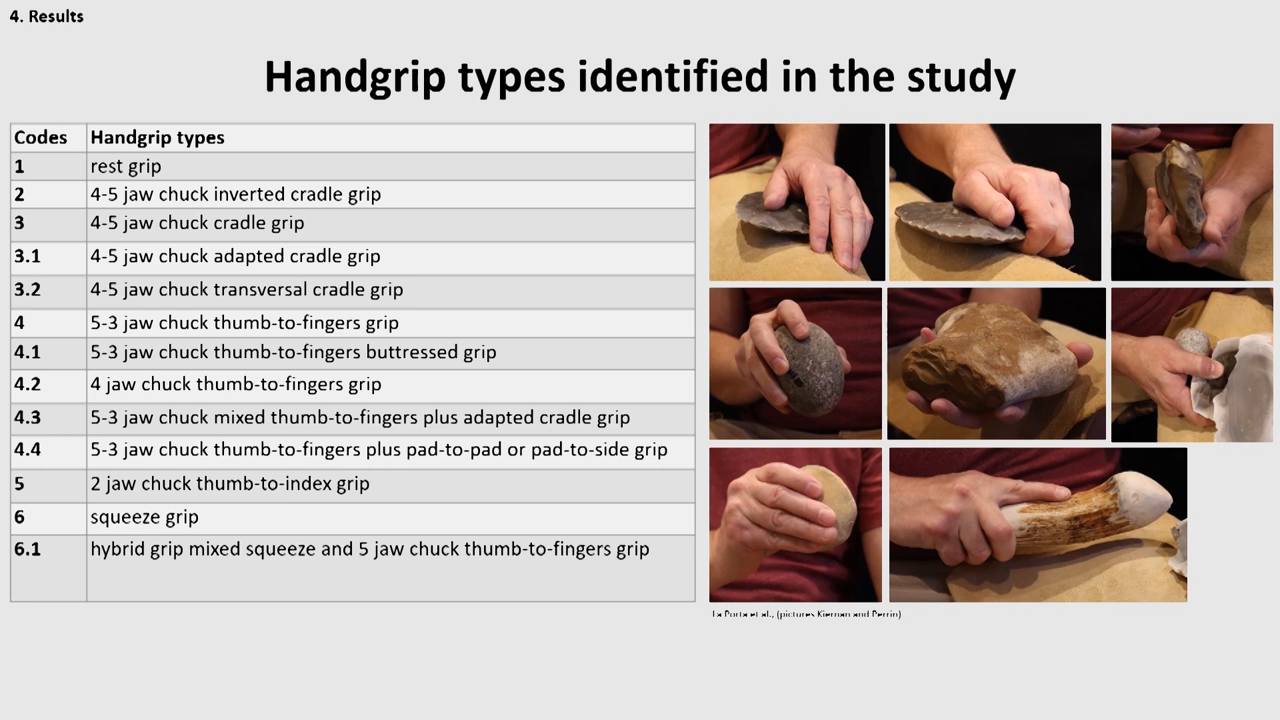 4. Results
Handgrip types identified in the study
Codes Handgrip types
1 rest grip
2 4-5 jaw chuck inverted cradle grip
3 4-5 jaw chuck cradle grip
3.1 4-5 jaw chuck adapted cradle grip
3.2 4-5 jaw chuck transversal cradle grip
4 5-3 jaw chuck thumb-to-fingers grip
4.1 5-3 jaw chuck thumb-to-fingers buttressed grip
4.2 4 jaw chuck thumb-to-fingers grip
4.3 5-3 jaw chuck mixed thumb-to-fingers plus adapted cradle grip
4.4 5-3 jaw chuck thumb-to-fingers plus pad-to-pad or pad-to-side grip
5 2 jaw chuck thumb-to-index grip
6 squeeze grip
6.1 hybrid grip mixed squeeze and 5 jaw chuck thumb-to-fingers grip
La Porta et al., (pictures Kiernan and Perrin)